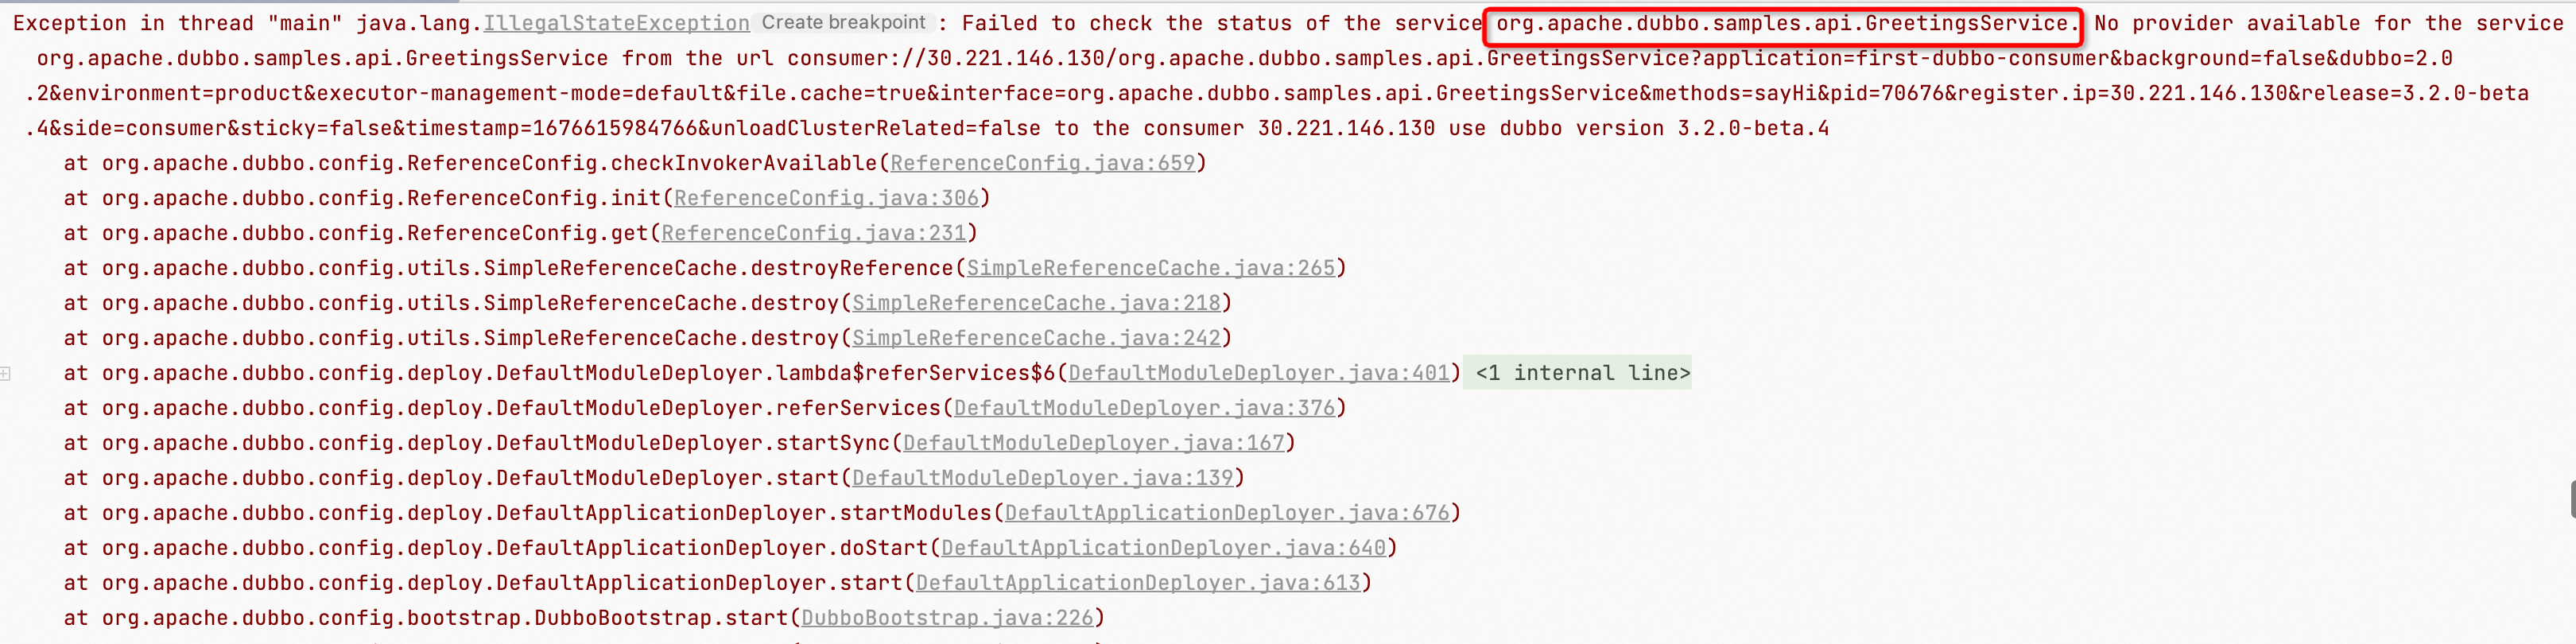 Exception in thread "main" java.lang.IllegalStateException Create breakpoint : Failed to check the status of the service org.apache.dubbo.samples.api.GreetingsService. No provider available for the service
org.apache.dubbo.samples.api.GreetingsService from the url consumer://30.221.146.130/org.apache.dubbo.samples.api.GreetingsService?application=first-dubbo-consumer&background=false&dubbo=2.0
.2&environment=product&executor-management-mode=default&file.cache=true&interface=org.apache.dubbo.samples.api.GreetingsService&methods=sayHi&pid=70676&register.ip=30.221.146.130&release=3.2.0-beta
.4&side=consumer&sticky=false&timestamp=1676615984766&unloadClusterRelated=false to the consumer 30.221.146.130 use dubbo version 3.2.0-beta.4
at org.apache.dubbo.config.ReferenceConfig.checkInvokerAvailable(ReferenceConfig.java:659)
at org.apache.dubbo.config.ReferenceConfig.init(ReferenceConfig.java:306)
at org.apache.dubbo.config.ReferenceConfig.get(ReferenceConfig.java:231)
at org.apache.dubbo.config.utils.SimpleReferenceCache.destroyReference(SimpleReferenceCache.java:265)
at org.apache.dubbo.config.utils.SimpleReferenceCache.destroy(SimpleReferenceCache.java:218)
at org.apache.dubbo.config.utils.SimpleReferenceCache.destroy(SimpleReferenceCache.java:242)
at org.apache.dubbo.config.deploy.DefaultModuleDeployer.lambda$referServices$6(DefaultModuleDeployer.java:401) <1 internal line>
at org.apache.dubbo.config.deploy.DefaultModuleDeployer.referServices(DefaultModuleDeployer.java:376)
at org.apache.dubbo.config.deploy.DefaultModuleDeployer.startSync(DefaultModuleDeployer.java:167)
at org.apache.dubbo.config.deploy.DefaultModuleDeployer.start(DefaultModuleDeployer.java:139)
at org.apache.dubbo.config.deploy.DefaultApplicationDeployer.startModules(DefaultApplicationDeployer.java:676)
at org.apache.dubbo.config.deploy.DefaultApplicationDeployer.doStart(DefaultApplicationDeployer.java:640)
at org.apache.dubbo.config.deploy.DefaultApplicationDeployer.start(DefaultApplicationDeployer.java:613)
at org.apache.dubbo.config.bootstrap.DubboBootstrap.start(DubboBootstrap.java:226)